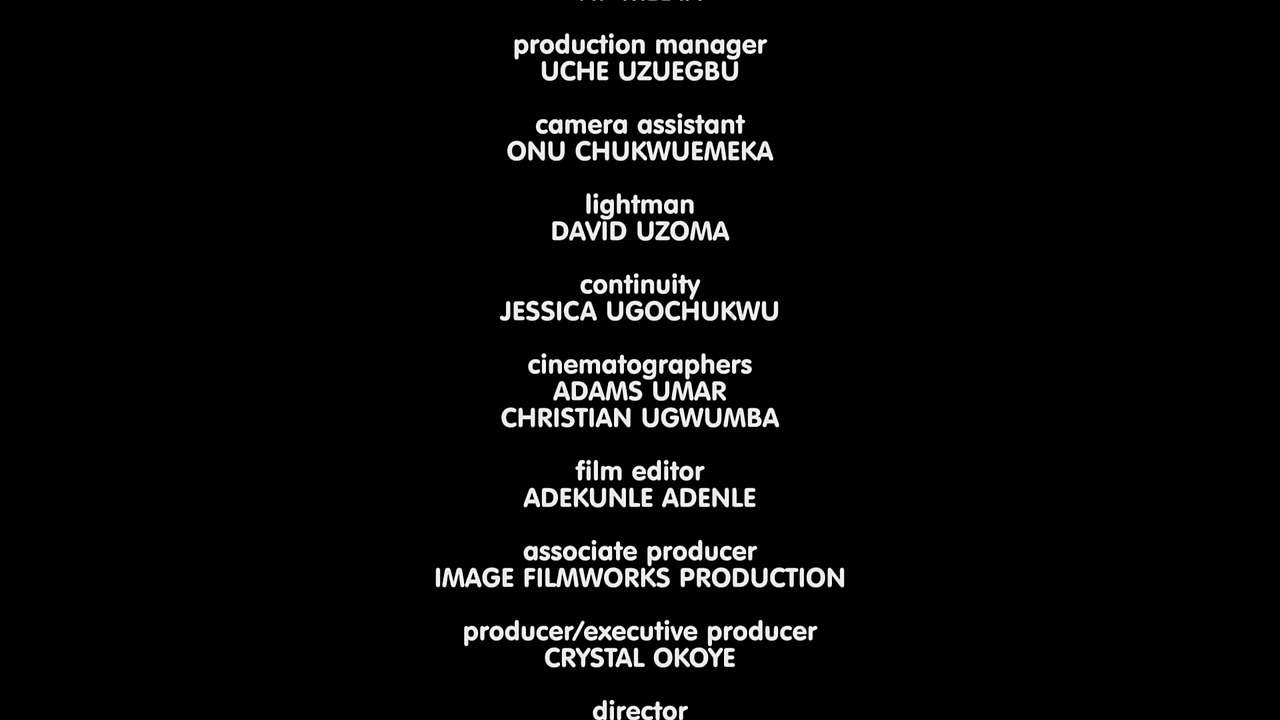 production manager
UCHE UZUEGBU
camera assistant
ONU CHUKWUEMEKA
lightman
DAVID UZOMA
continuity
JESSICA UGOCHUKWU
cinematographers
ADAMS UMAR
CHRISTIAN UGWUMBA
film editor
ADEKUNLE ADENLE
associate producer
IMAGE FILMWORKS PRODUCTION
producer/executive producer
CRYSTAL OKOYE
director